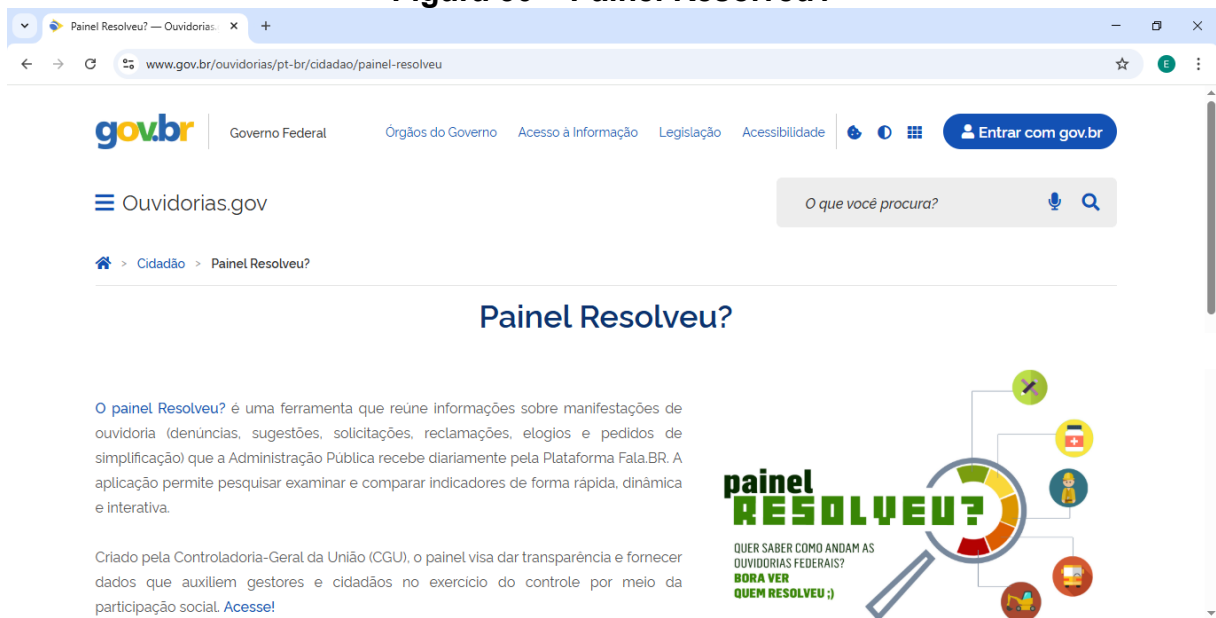 Painel Resolveu? — Ouvidorias.
www.gov.br/ouvidorias/pt-br/cidadao/painel-resolveu
E
gov.br
Governo Federal
Órgãos do Governo
Acesso à Informação
Legislação
Acessibilidade
Entrar com gov.br
Ouvidorias.gov
O que você procura?
> Cidadão > Painel Resolveu?
Painel Resolveu?
O painel Resolveu? é uma ferramenta que reúne informações sobre manifestações de
ouvidoria (denúncias, sugestões, solicitações, reclamações, elogios e pedidos de
simplificação) que a Administração Pública recebe diariamente pela Plataforma Fala.BR. A
aplicação permite pesquisar examinar e comparar indicadores de forma rápida, dinâmica
e interativa.
Criado pela Controladoria-Geral da União (CGU), o painel visa dar transparência e fornecer
dados que auxiliem gestores e cidadãos no exercício do controle por meio da
participação social. Acesse!
painel
RESOLVEU?
QUER SABER COMO ANDAM AS
OUVIDORIAS FEDERAIS?
BORA VER
QUEM RESOLVEU ;)